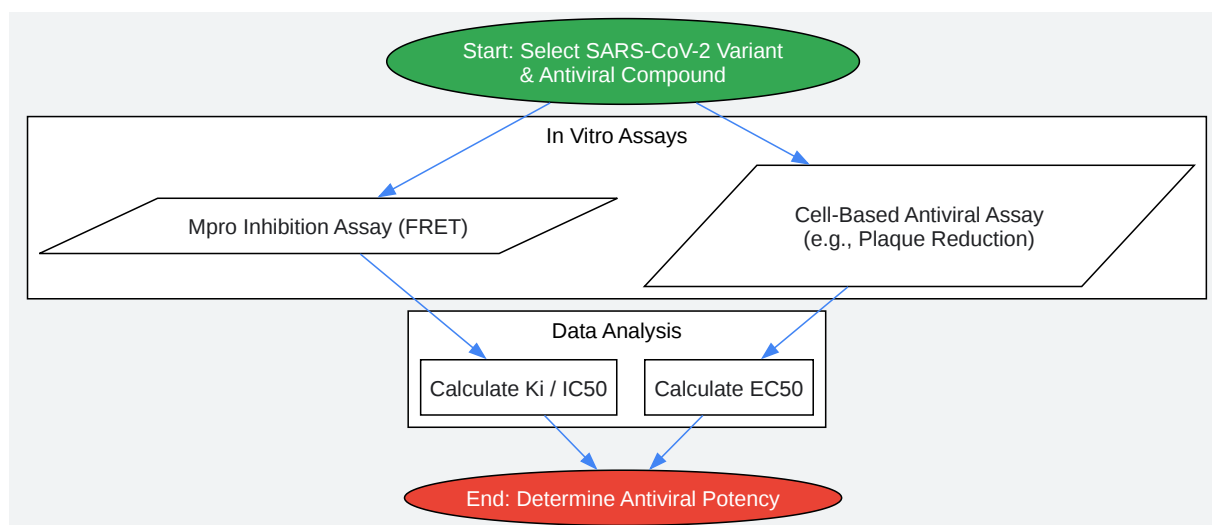 Start: Select SARS-CoV-2 Variant
& Antiviral Compound
In Vitro Assays
Mpro Inhibition Assay (FRET)
Cell-Based Antiviral Assay
(e.g., Plaque Reduction)
Data Analysis
Calculate Ki / IC50
Calculate EC50
End: Determine Antiviral Potency